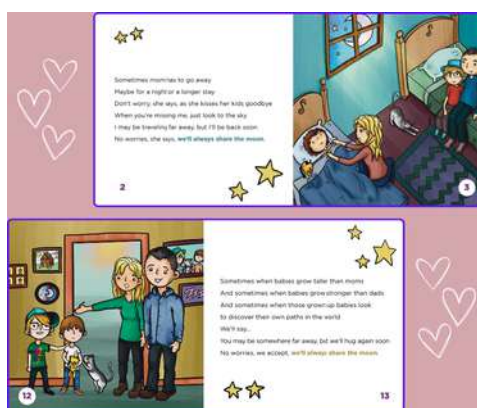 Sometimes mommies to go away
Maybe for a night or a longer stay
Don't worry, she says, as she kisses her kids goodbye
When you're missing me, just look to the sky
I may be traveling far away, but I'll be back soon
No worries, she says, we'll always share the moon.
2
3
Sometimes when babies grow taller than moms
And sometimes when babies grow stronger than dads
And sometimes when those grown up babies look
to discover their own paths in the world
We'll say...
You may be somewhere far away, but we'll hug again soon
No worries, we accept, we'll always share the moon.
12
13